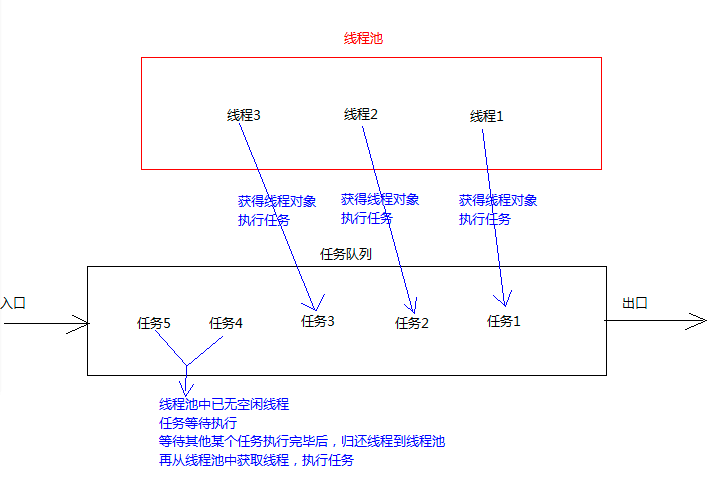 线程池
线程3
线程2
线程1
获得线程对象
执行任务
获得线程对象
执行任务
获得线程对象
执行任务
任务队列
入口
出口
任务5
任务4
任务3
任务2
任务1
线程池中已无空闲线程
任务等待执行
等待其他某个任务执行完毕后，归还线程到线程池
再从线程池中获取线程，执行任务